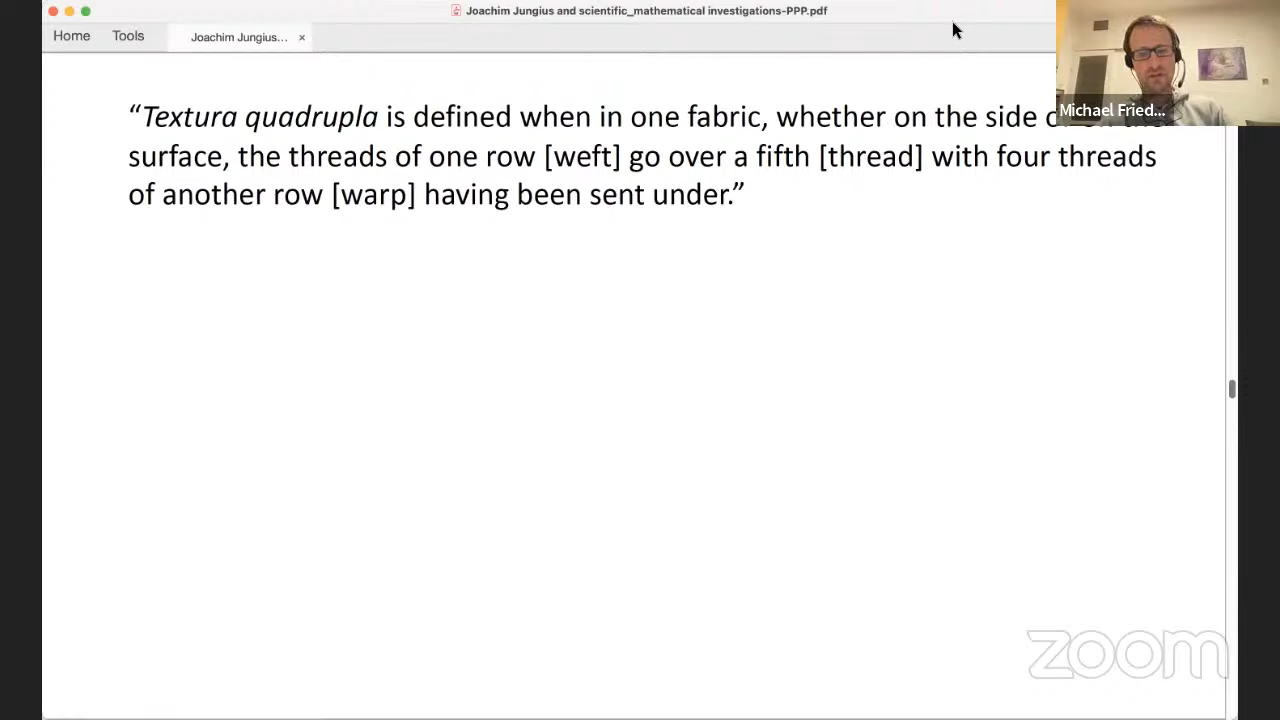 Joachim Jungius and scientific_mathematical investigations-PPP.pdf
Home Tools Joachim Jungius... ×
Michael Fried...
“Textura quadrupla is defined when in one fabric, whether on the side
surface, the threads of one row [weft] go over a fifth [thread] with four threads
of another row [warp] having been sent under.”
zoom